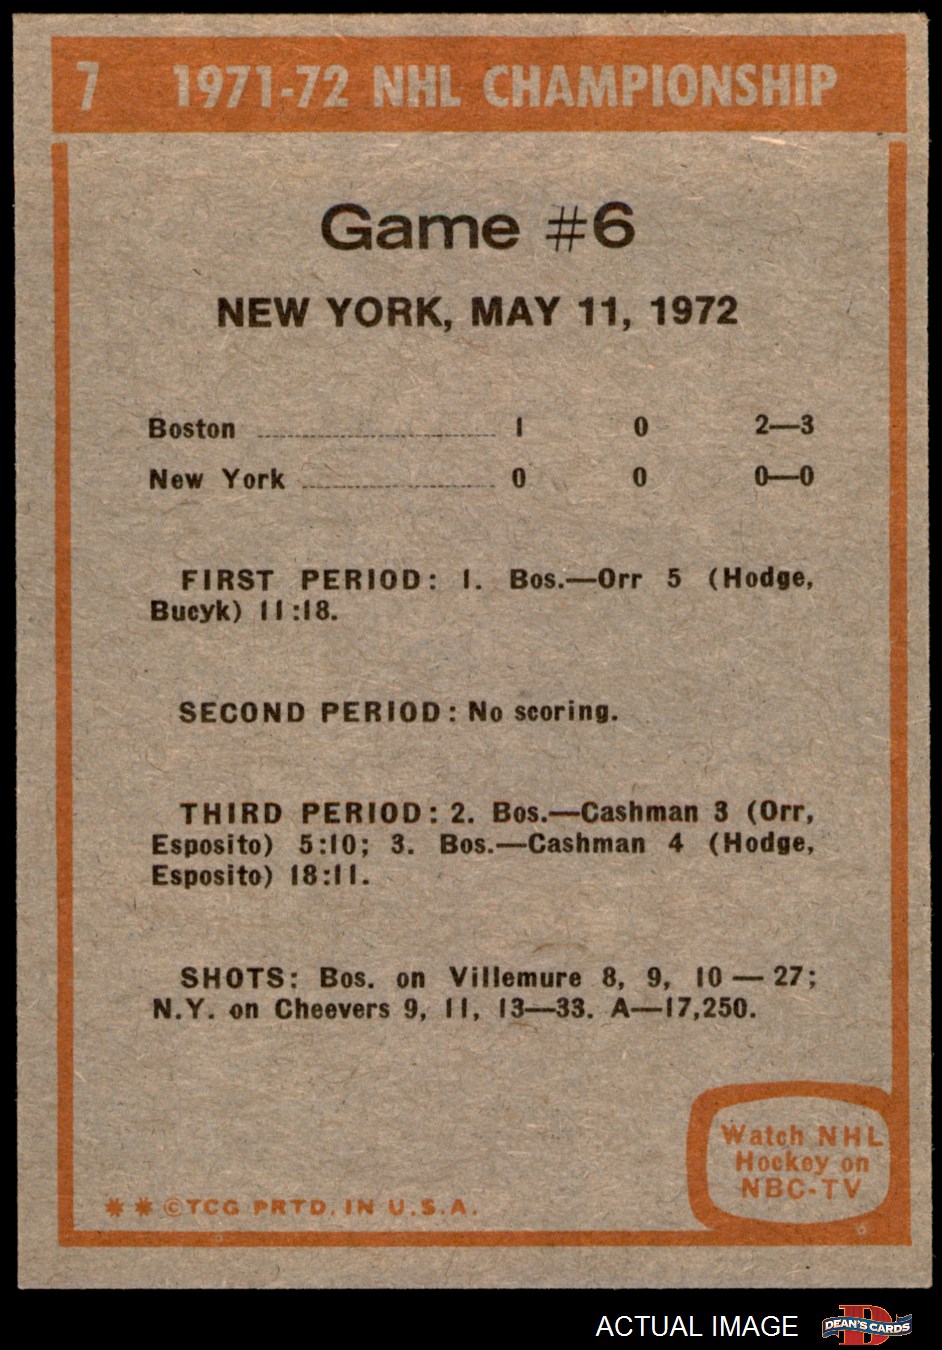 7 1971-72 NHL CHAMPIONSHIP
Game #6
NEW YORK, MAY 11, 1972
Boston ........................................ 1 0 2—3
New York ................................ 0 0 0—0
FIRST PERIOD: 1. Bos.—Orr 5 (Hodge,
Bucyk) 11:18.
SECOND PERIOD: No scoring.
THIRD PERIOD: 2. Bos.—Cashman 3 (Orr,
Esposito) 5:10; 3. Bos.—Cashman 4 (Hodge,
Esposito) 18:11.
SHOTS: Bos. on Villemure 8, 9, 10 — 27;
N.Y. on Cheevers 9, 11, 13—33. A—17,250.
Watch NHL
Hockey on
NBC-TV
** ©TCG PRTD. IN U.S.A.
ACTUAL IMAGE
DEAN'S CARDS